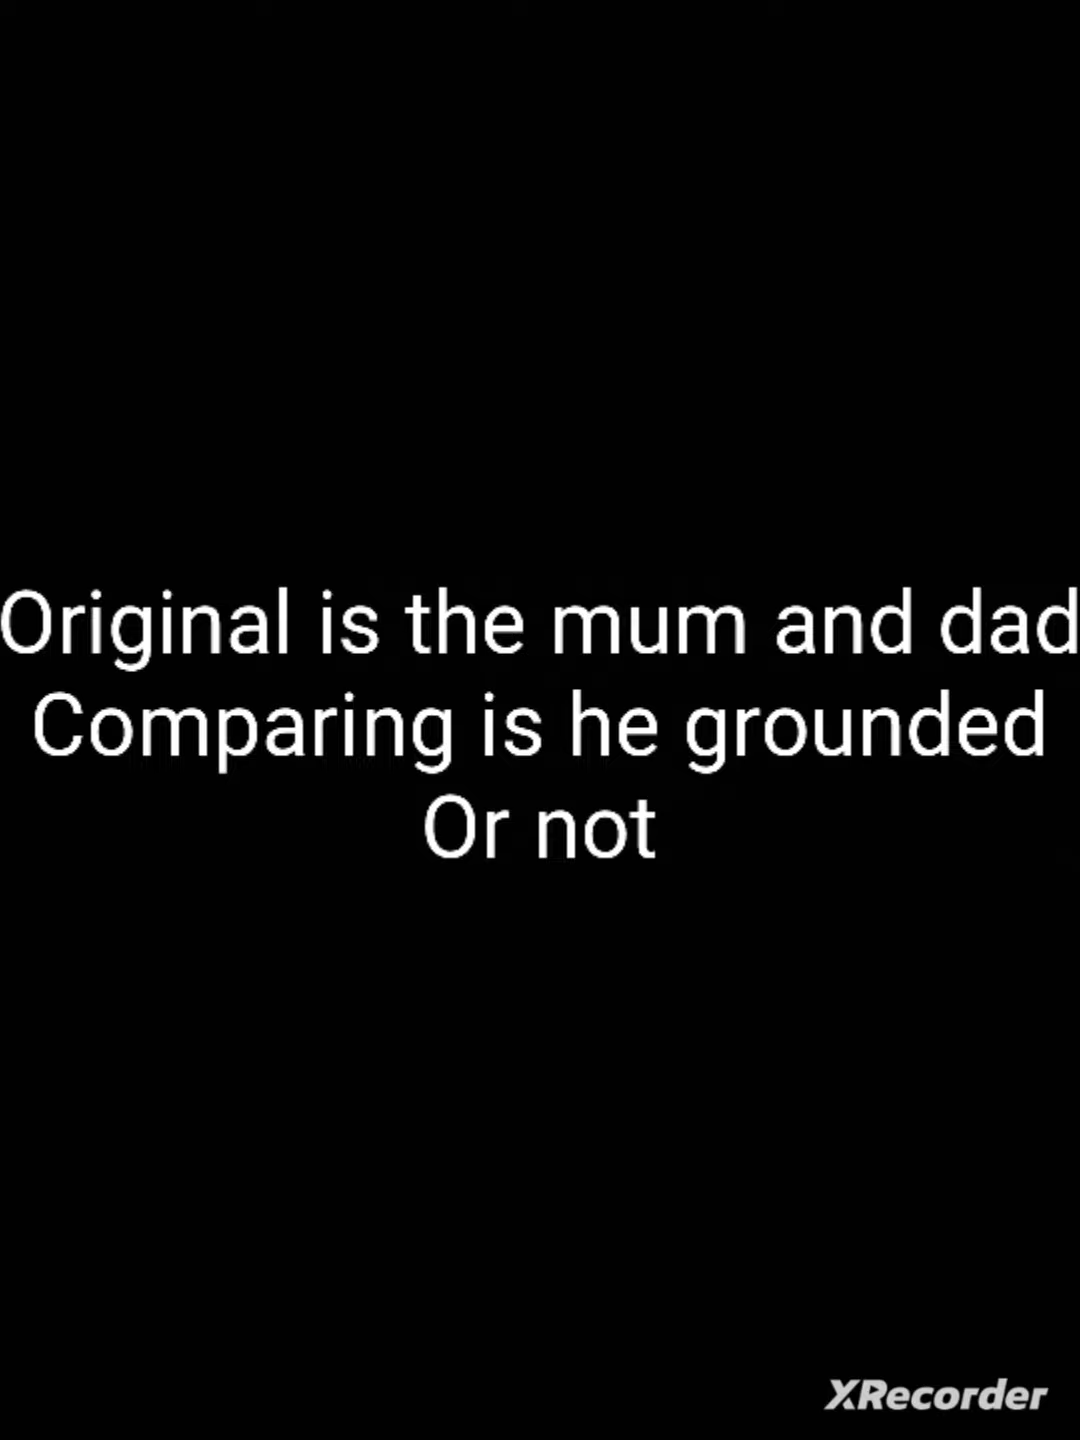 Original is the mum and dad
Comparing is he grounded
Or not
XRecorder